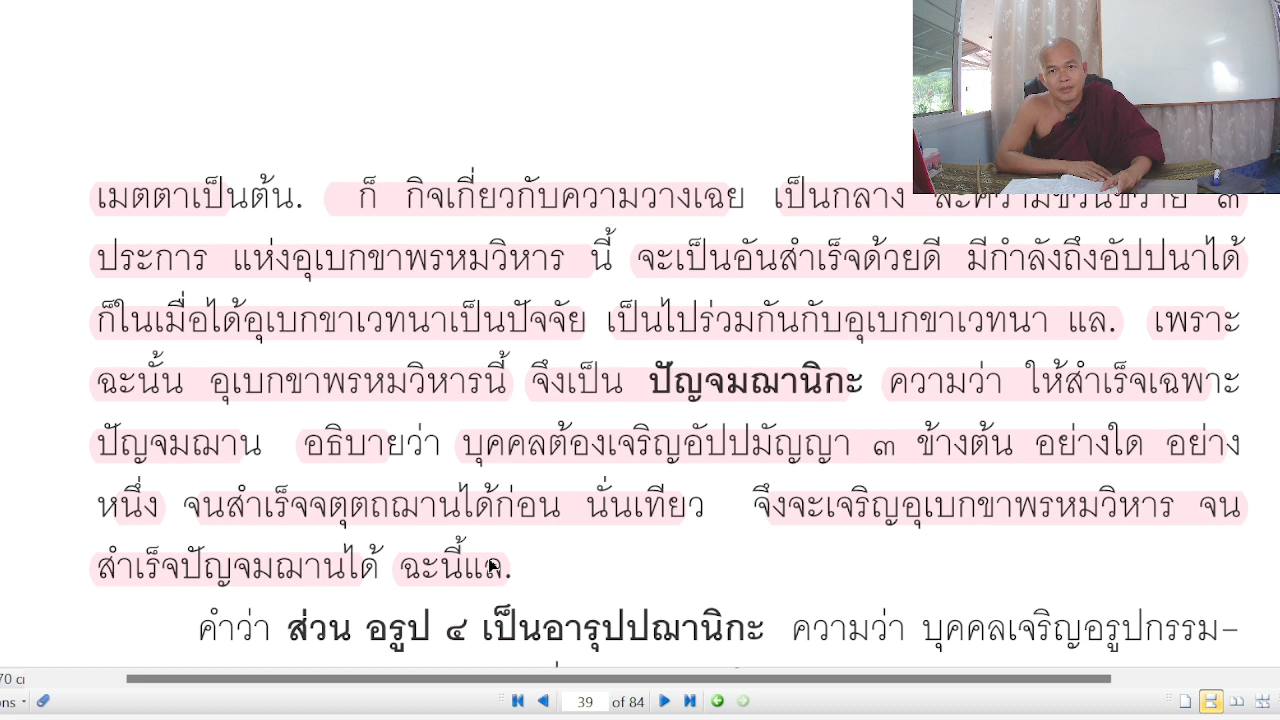 เมตตาเป็นต้น. ก็ กิจเกี่ยวกับความวางเฉย เป็นกลาง ละความขวนขวาย ๓
ประการ แห่งอุเบกขาพรหมวิหาร นี้ จะเป็นอันสำเร็จด้วยดี มีกำลังถึงอัปปนาได้
ก็ในเมื่อได้อุเบกขาเวทนาเป็นปัจจัย เป็นไปร่วมกันกับอุเบกขาเวทนา แล. เพราะ
ฉะนั้น อุเบกขาพรหมวิหารนี้ จึงเป็น ปัญจมฌานิกะ ความว่า ให้สำเร็จเฉพาะ
ปัญจมฌาน อธิบายว่า บุคคลต้องเจริญอัปปมัญญา ๓ ข้างต้น อย่างใด อย่าง
หนึ่ง จนสำเร็จจตุตถฌานได้ก่อน นั่นเทียว จึงจะเจริญอุเบกขาพรหมวิหาร จน
สำเร็จปัญจมฌานได้ ฉะนี้แล.
คำว่า ส่วน อรูป ๔ เป็นอารุปปฌานิกะ ความว่า บุคคลเจริญอรูปกรรม-
39 of 84